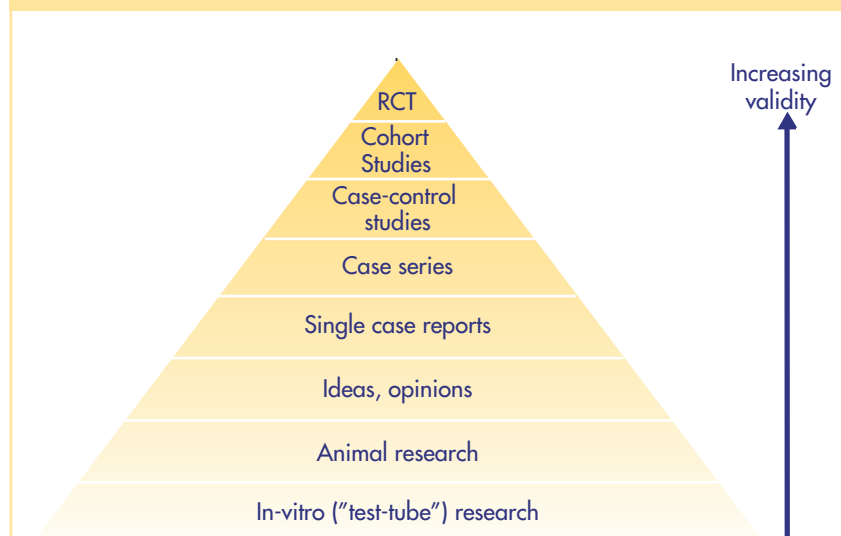 Increasing
validity
RCT
Cohort
Studies
Case-control
studies
Case series
Single case reports
Ideas, opinions
Animal research
In-vitro ("test-tube") research